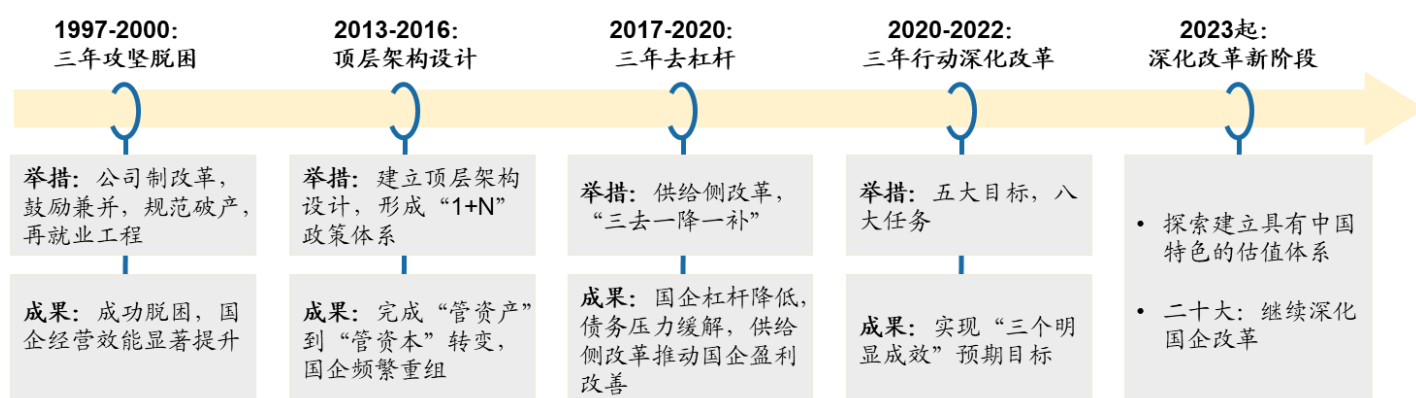 1997-2000:
三年攻坚脱困
2013-2016:
顶层架构设计
2017-2020:
三年去杠杆
2020-2022:
三年行动深化改革
2023起:
深化改革新阶段
举措：公司制改革，
鼓励兼并，规范破产，
再就业工程
成果：成功脱困，国
企经营效能显著提升
举措：建立顶层架构
设计，形成“1+N”
政策体系
成果：完成“管资产”
到“管资本”转变，
国企频繁重组
举措：供给侧改革，
“三去一降一补”
成果：国企杠杆降低，
债务压力缓解，供给
侧改革推动国企盈利
改善
举措：五大目标，八
大任务
成果：实现“三个明
显成效”预期目标
• 探索建立具有中国
特色的估值体系
• 二十大：继续深化
国企改革